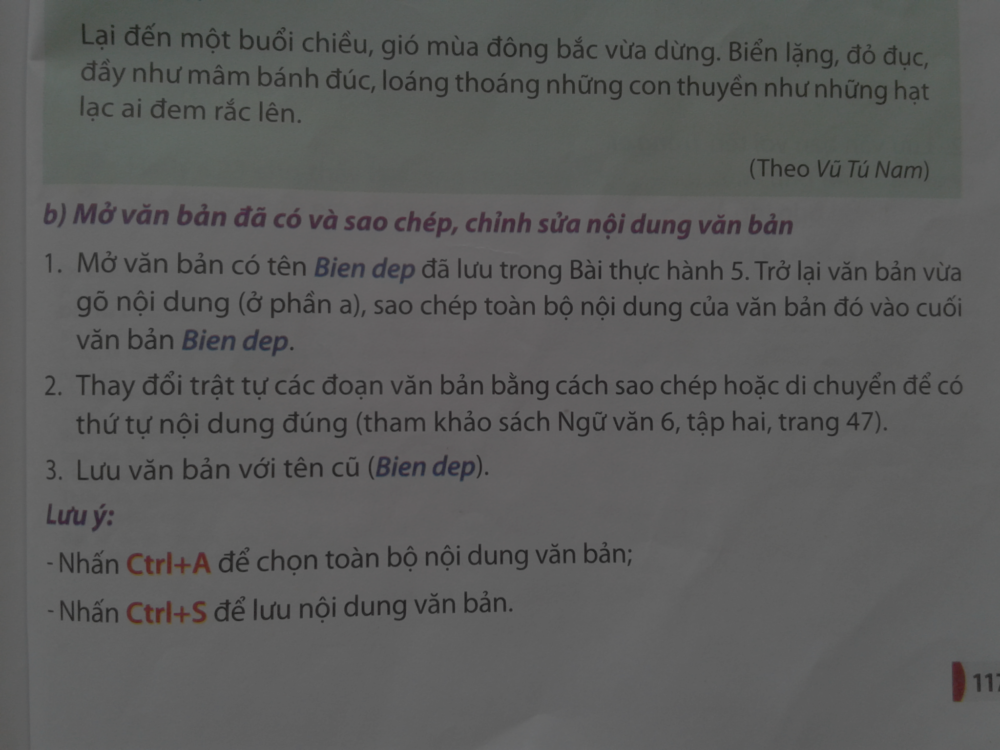 Lại đến một buổi chiều, gió mùa đông bắc vừa dừng. Biển lặng, đỏ đục,
đầy như mâm bánh đúc, loáng thoáng những con thuyền như những hạt
lạc ai đem rắc lên.
(Theo Vũ Tú Nam)
b) Mở văn bản đã có và sao chép, chỉnh sửa nội dung văn bản
1. Mở văn bản có tên Bien dep đã lưu trong Bài thực hành 5. Trở lại văn bản vừa
gõ nội dung (ở phần a), sao chép toàn bộ nội dung của văn bản đó vào cuối
văn bản Bien dep.
2. Thay đổi trật tự các đoạn văn bản bằng cách sao chép hoặc di chuyển để có
thứ tự nội dung đúng (tham khảo sách Ngữ văn 6, tập hai, trang 47).
3. Lưu văn bản với tên cũ (Bien dep).
Lưu ý:
- Nhấn Ctrl+A để chọn toàn bộ nội dung văn bản;
- Nhấn Ctrl+S để lưu nội dung văn bản.
117